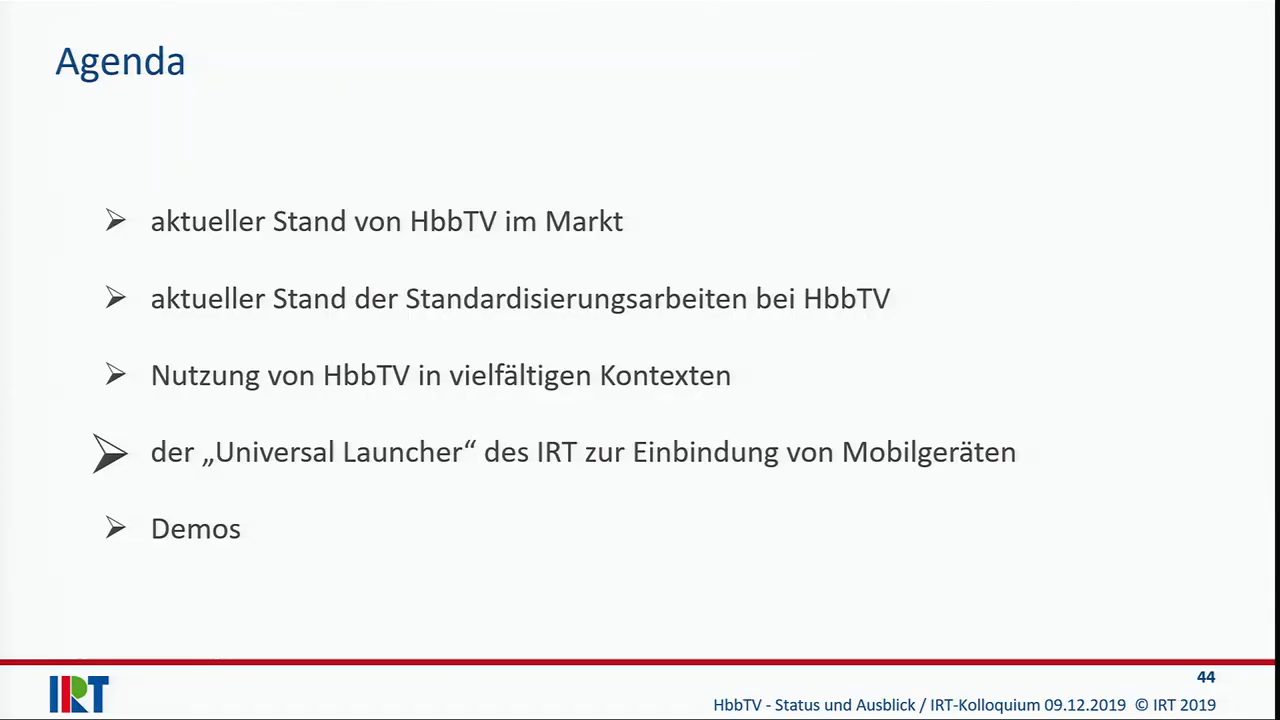 Agenda
aktueller Stand von HbbTV im Markt
aktueller Stand der Standardisierungsarbeiten bei HbbTV
Nutzung von HbbTV in vielfältigen Kontexten
der „Universal Launcher“ des IRT zur Einbindung von Mobilgeräten
Demos
44
IRT
HbbTV - Status und Ausblick / IRT-Kolloquium 09.12.2019 © IRT 2019